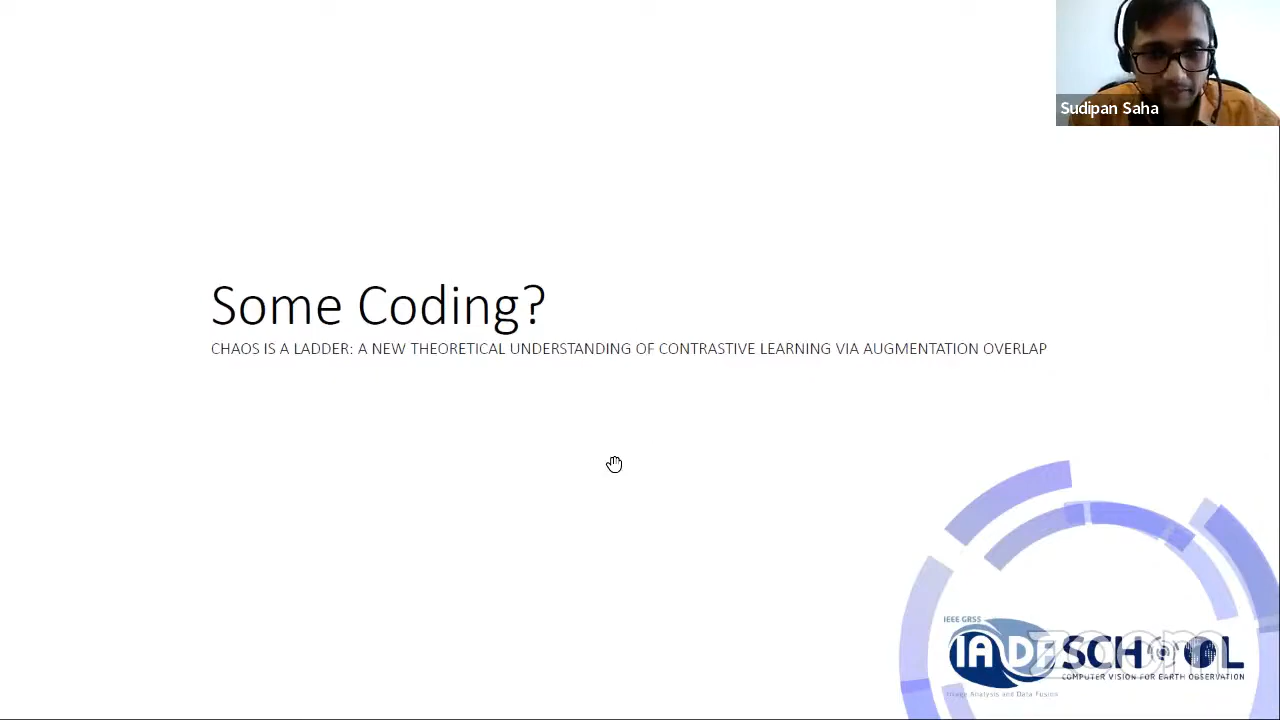 Sudipan Saha
Some Coding?
CHAOS IS A LADDER: A NEW THEORETICAL UNDERSTANDING OF CONTRASTIVE LEARNING VIA AUGMENTATION OVERLAP
IEEE GRSS
IADF SCHOOL
zoom
COMPUTER VISION FOR EARTH OBSERVATION
Image Analysis and Data Fusion